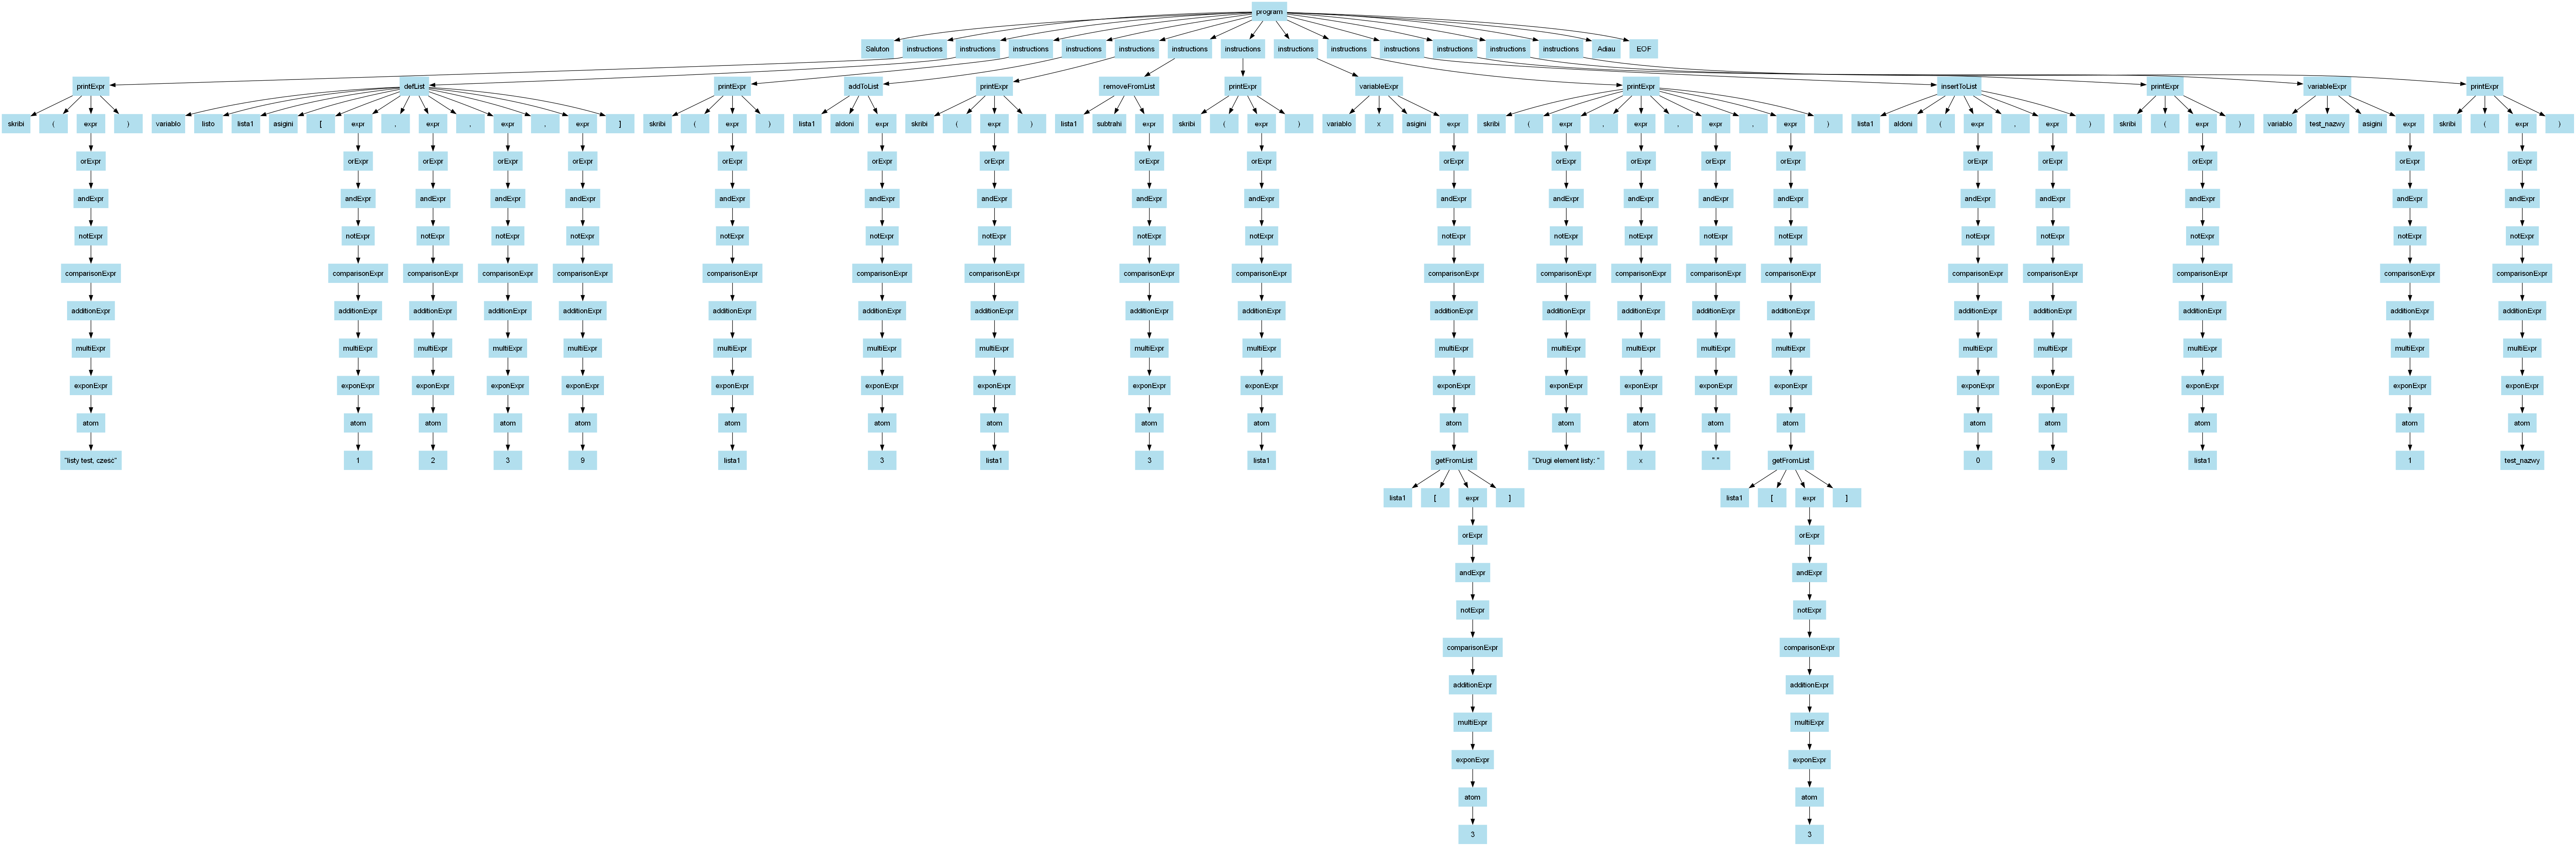 program
Saluton instructions instructions instructions instructions instructions instructions instructions instructions instructions instructions instructions instructions instructions Adiau EOF
printExpr defList printExpr addToList printExpr removeFromList printExpr variableExpr printExpr insertToList printExpr variableExpr printExpr
skribi ( expr ) variablo listo lista1 asigini [ expr , expr , expr , expr ] skribi ( expr ) lista1 aldoni expr skribi ( expr ) lista1 subtrahi expr skribi ( expr ) variablo x asigini expr skribi ( expr , expr , expr , expr ) lista1 aldoni ( expr , expr ) skribi ( expr ) variablo test_nazwy asigini expr skribi ( expr )
orExpr orExpr orExpr orExpr orExpr orExpr orExpr orExpr orExpr orExpr orExpr orExpr orExpr orExpr orExpr orExpr orExpr orExpr orExpr orExpr
andExpr andExpr andExpr andExpr andExpr andExpr andExpr andExpr andExpr andExpr andExpr andExpr andExpr andExpr andExpr andExpr andExpr andExpr andExpr andExpr
notExpr notExpr notExpr notExpr notExpr notExpr notExpr notExpr notExpr notExpr notExpr notExpr notExpr notExpr notExpr notExpr notExpr notExpr notExpr notExpr
comparisonExpr comparisonExpr comparisonExpr comparisonExpr comparisonExpr comparisonExpr comparisonExpr comparisonExpr comparisonExpr comparisonExpr comparisonExpr comparisonExpr comparisonExpr comparisonExpr comparisonExpr comparisonExpr comparisonExpr comparisonExpr comparisonExpr comparisonExpr
additionExpr additionExpr additionExpr additionExpr additionExpr additionExpr additionExpr additionExpr additionExpr additionExpr additionExpr additionExpr additionExpr additionExpr additionExpr additionExpr additionExpr additionExpr additionExpr additionExpr
multiExpr multiExpr multiExpr multiExpr multiExpr multiExpr multiExpr multiExpr multiExpr multiExpr multiExpr multiExpr multiExpr multiExpr multiExpr multiExpr multiExpr multiExpr multiExpr multiExpr
exponExpr exponExpr exponExpr exponExpr exponExpr exponExpr exponExpr exponExpr exponExpr exponExpr exponExpr exponExpr exponExpr exponExpr exponExpr exponExpr exponExpr exponExpr exponExpr exponExpr
atom atom atom atom atom atom atom atom atom atom atom atom atom atom atom atom atom atom atom atom
"listy test, cześć" 1 2 3 9 lista1 3 lista1 3 lista1 getFromList "Drugi element listy: " x " " getFromList 0 9 lista1 1 test_nazwy
lista1 [ expr ] lista1 [ expr ]
orExpr orExpr
andExpr andExpr
notExpr notExpr
comparisonExpr comparisonExpr
additionExpr additionExpr
multiExpr multiExpr
exponExpr exponExpr
atom atom
3 3